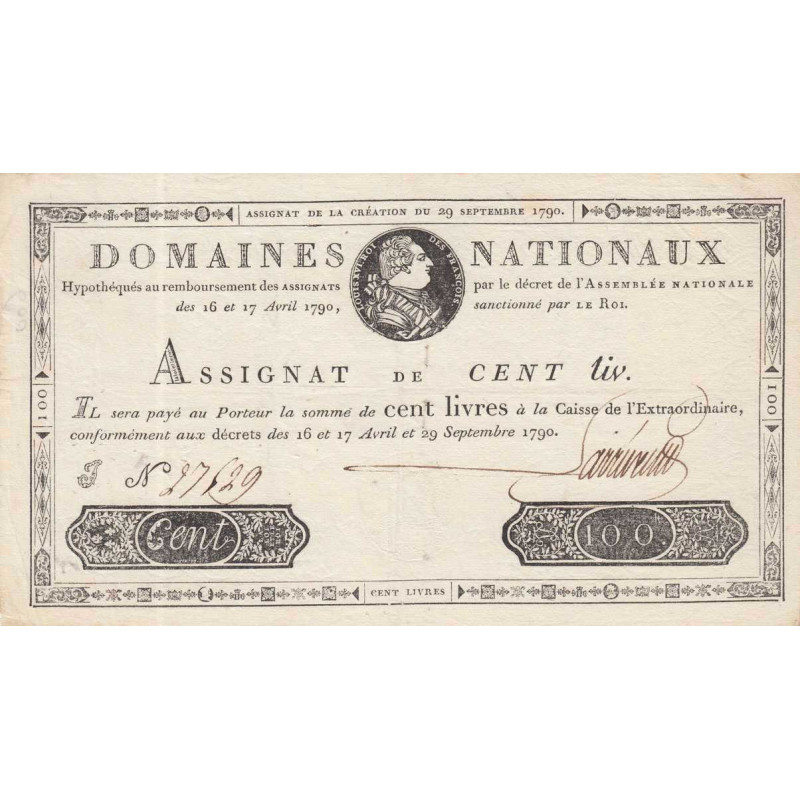 ASSIGNAT DE LA CRÉATION DU 29 SEPTEMBRE 1790.
DOMAINES NATIONAUX
LOUIS XVI ROI DES FRANÇOIS
Hypothéqués au remboursement des ASSIGNATS par le décret de l'ASSEMBLÉE NATIONALE
des 16 et 17 Avril 1790, sanctionné par LE ROI.
ASSIGNAT DE CENT liv.
IL sera payé au Porteur la somme de cent livres à la Caisse de l'Extraordinaire,
conformément aux décrets des 16 et 17 Avril et 29 Septembre 1790.
J N° 27629
Cent 100.
100
100
CENT LIVRES